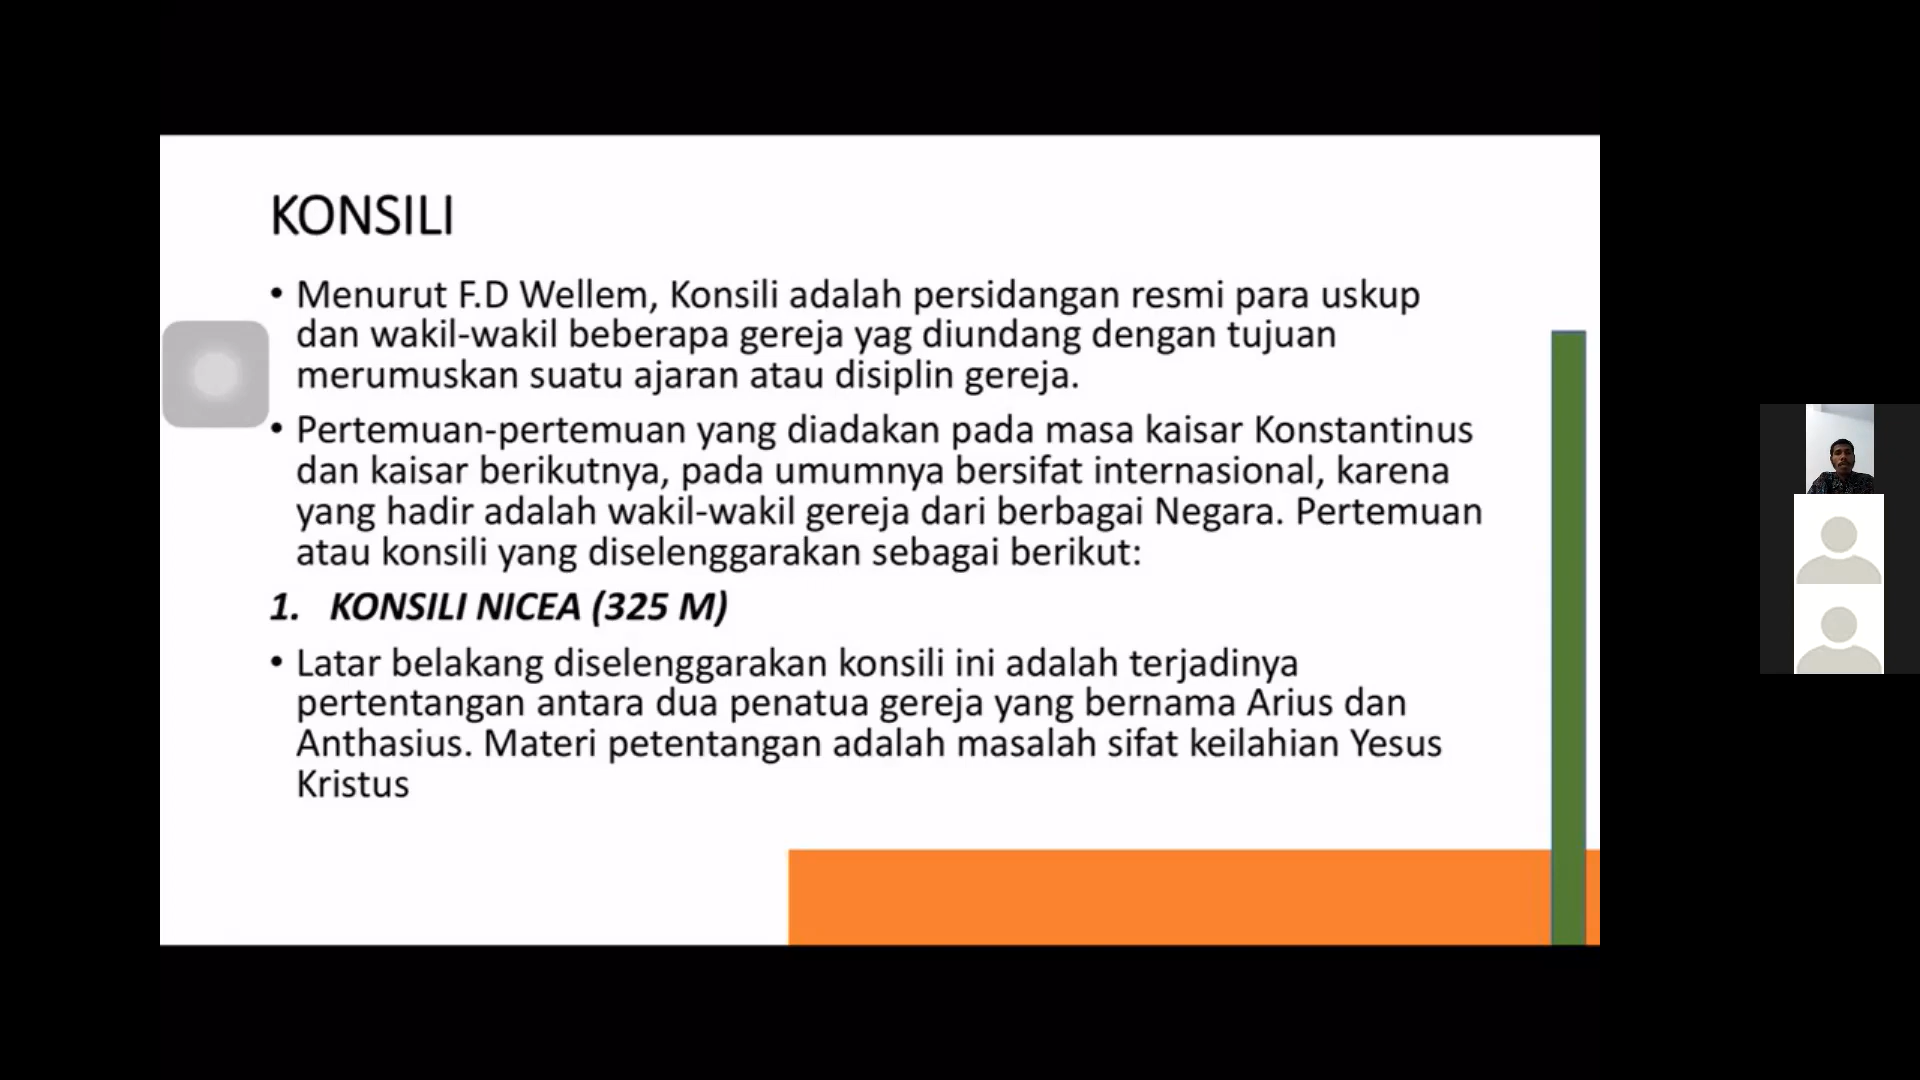 KONSILI
• Menurut F.D Wellem, Konsili adalah persidangan resmi para uskup
dan wakil-wakil beberapa gereja yag diundang dengan tujuan
merumuskan suatu ajaran atau disiplin gereja.
• Pertemuan-pertemuan yang diadakan pada masa kaisar Konstantinus
dan kaisar berikutnya, pada umumnya bersifat internasional, karena
yang hadir adalah wakil-wakil gereja dari berbagai Negara. Pertemuan
atau konsili yang diselenggarakan sebagai berikut:
1. KONSILI NICEA (325 M)
• Latar belakang diselenggarakan konsili ini adalah terjadinya
pertentangan antara dua penatua gereja yang bernama Arius dan
Anthasius. Materi petentangan adalah masalah sifat keilahian Yesus
Kristus